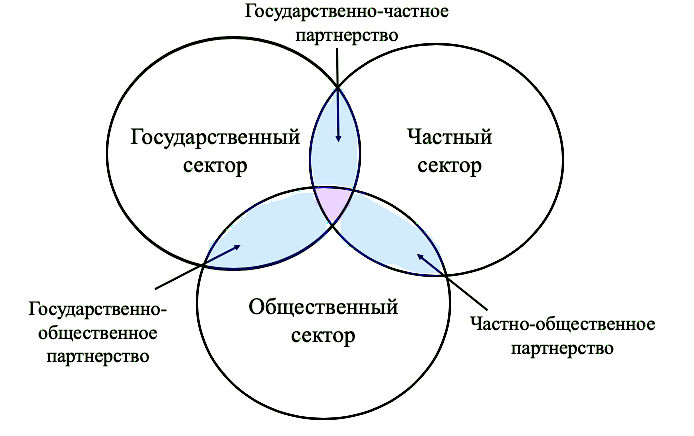 Государственно-частное
партнерство
Государственный
сектор
Частный
сектор
Государственно-
общественное
партнерство
Общественный
сектор
Частно-общественное
партнерство